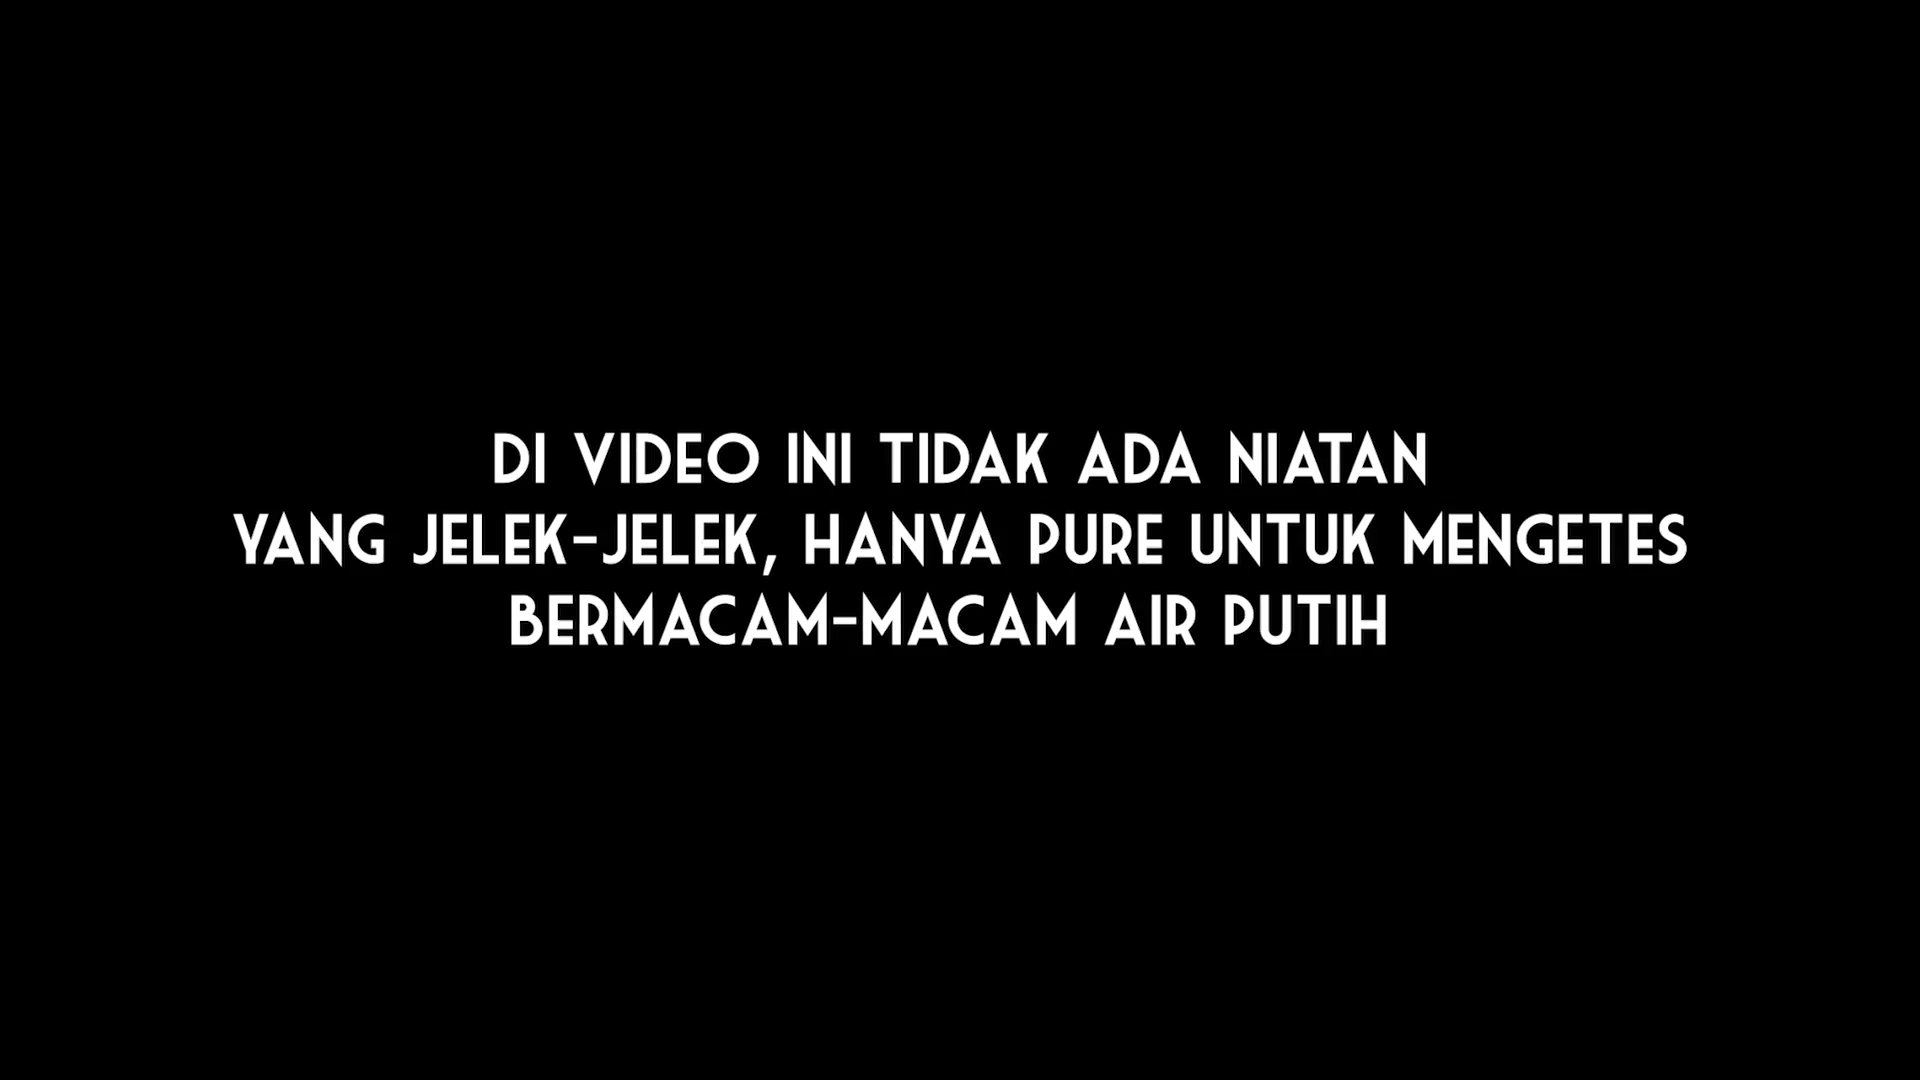 DI VIDEO INI TIDAK ADA NIATAN
YANG JELEK-JELEK, HANYA PURE UNTUK MENGETES
BERMACAM-MACAM AIR PUTIH